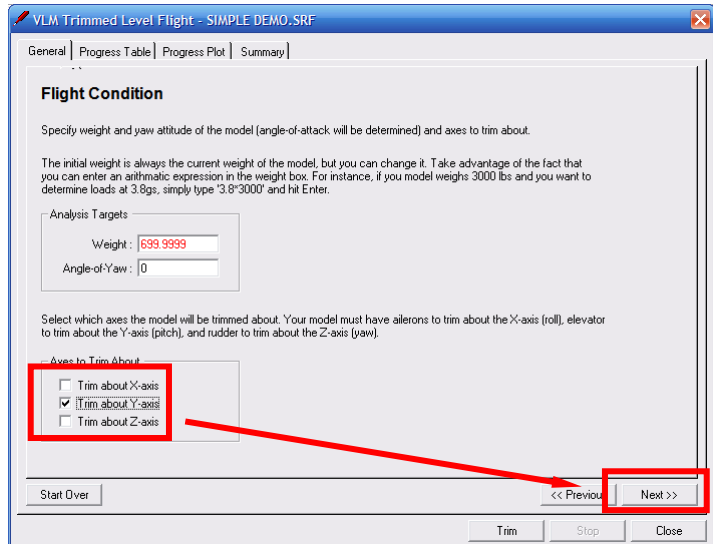 VLM Trimmed Level Flight - SIMPLE DEMO.SRF
General Progress Table Progress Plot Summary
Flight Condition
Specify weight and yaw attitude of the model (angle-of-attack will be determined) and axes to trim about.
The initial weight is always the current weight of the model, but you can change it. Take advantage of the fact that
you can enter an arithmatic expression in the weight box. For instance, if you model weighs 3000 lbs and you want to
determine loads at 3.8gs, simply type '3.8*3000' and hit Enter.
Analysis Targets
Weight : 699.9999
Angle-of-Yaw : 0
Select which axes the model will be trimmed about. Your model must have ailerons to trim about the X-axis (roll), elevator
to trim about the Y-axis (pitch), and rudder to trim about the Z-axis (yaw).
Axes to Trim About
Trim about X-axis
Trim about Y-axis
Trim about Z-axis
Start Over << Previou Next >>
Trim Stop Close